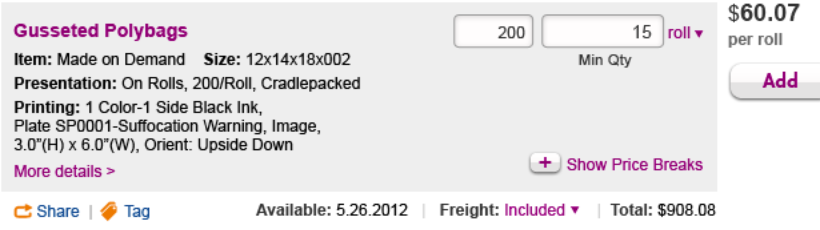 Gusseted Polybags
200 15 roll ▾
$60.07
per roll
Item: Made on Demand Size: 12x14x18x002
Min Qty
Add
Presentation: On Rolls, 200/Roll, Cradlepacked
Printing: 1 Color-1 Side Black Ink,
Plate SP0001-Suffocation Warning, Image,
3.0"(H) x 6.0"(W), Orient: Upside Down
More details >
+ Show Price Breaks
Share | Tag Available: 5.26.2012 | Freight: Included ▾ | Total: $908.08